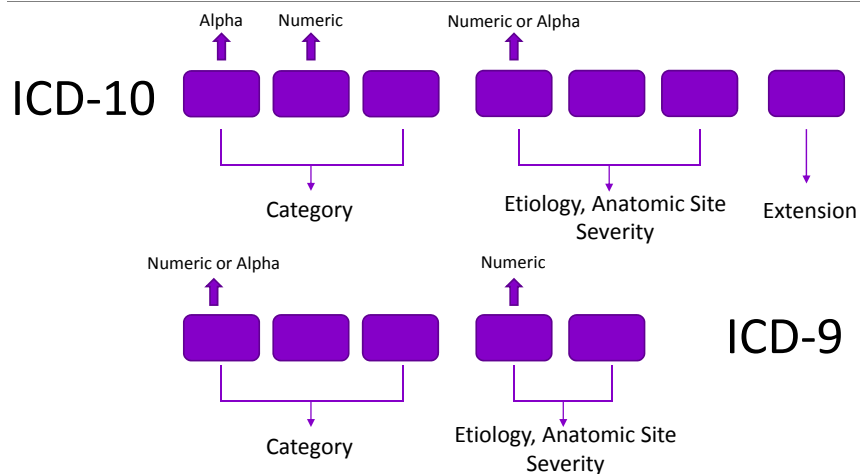 Alpha
Numeric
Numeric or Alpha
ICD-10
Category
Etiology, Anatomic Site
Severity
Extension
Numeric or Alpha
Numeric
ICD-9
Category
Etiology, Anatomic Site
Severity